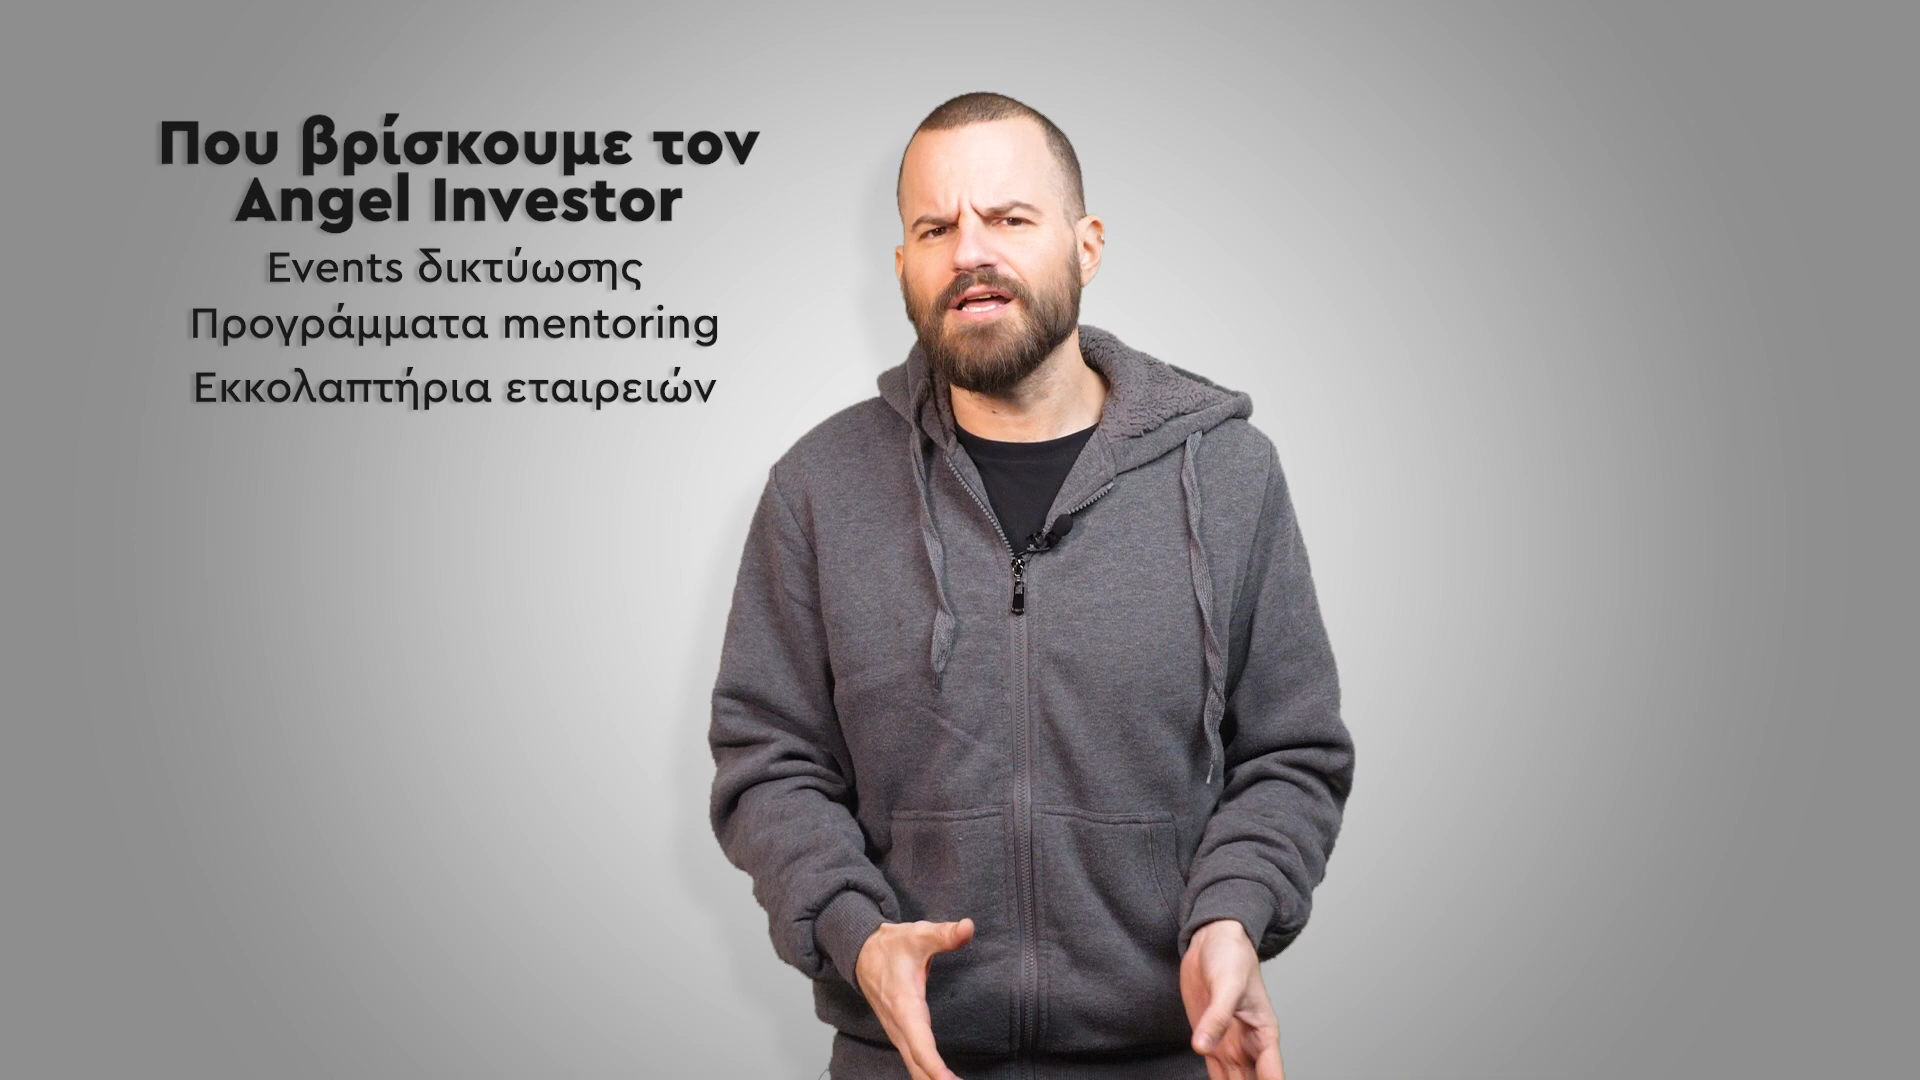 Που βρίσκουμε τον
Angel Investor
Events δικτύωσης
Προγράμματα mentoring
Εκκολαπτήρια εταιρειών